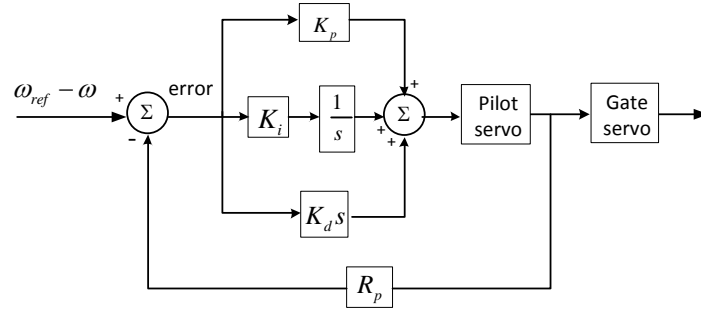 K_p
ω_ref − ω
+
Σ
-
error
K_i
1/s
K_d s
+
+
+
Σ
Pilot
servo
Gate
servo
R_p